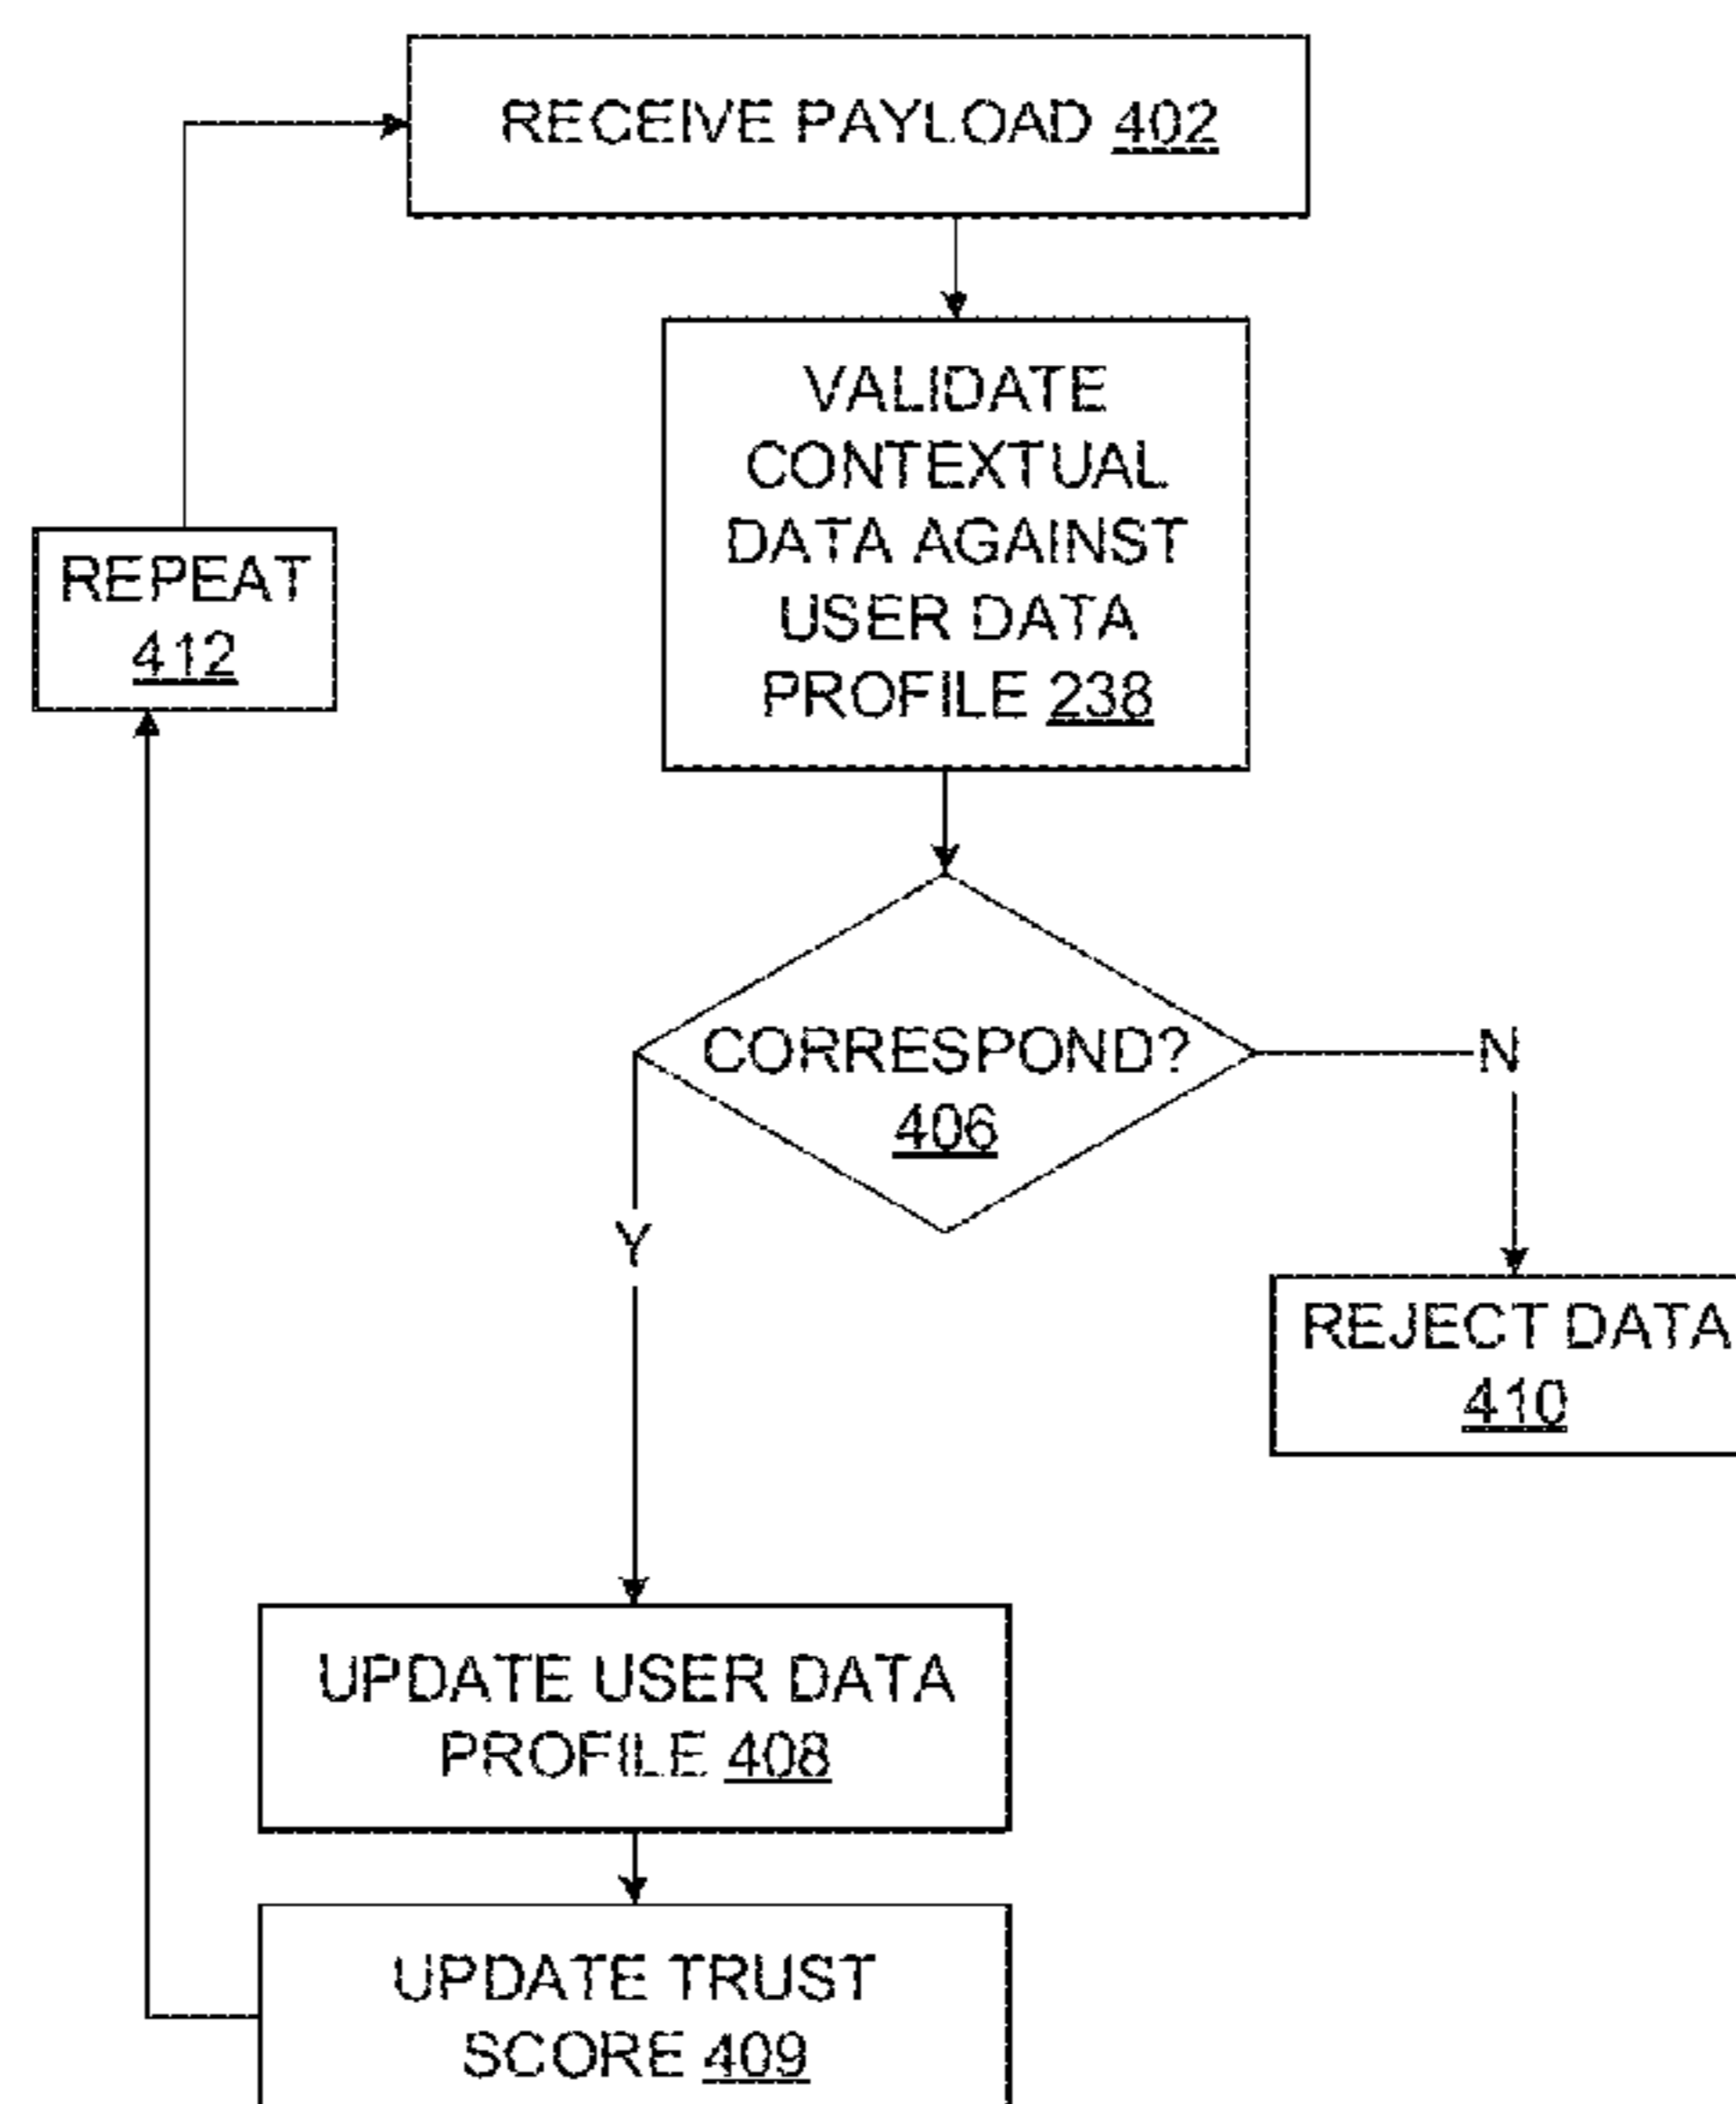 RECEIVE PAYLOAD 402
VALIDATE
CONTEXTUAL
DATA AGAINST
USER DATA
PROFILE 238
REPEAT
412
CORRESPOND?
406
N
Y
REJECT DATA
410
UPDATE USER DATA
PROFILE 408
UPDATE TRUST
SCORE 409